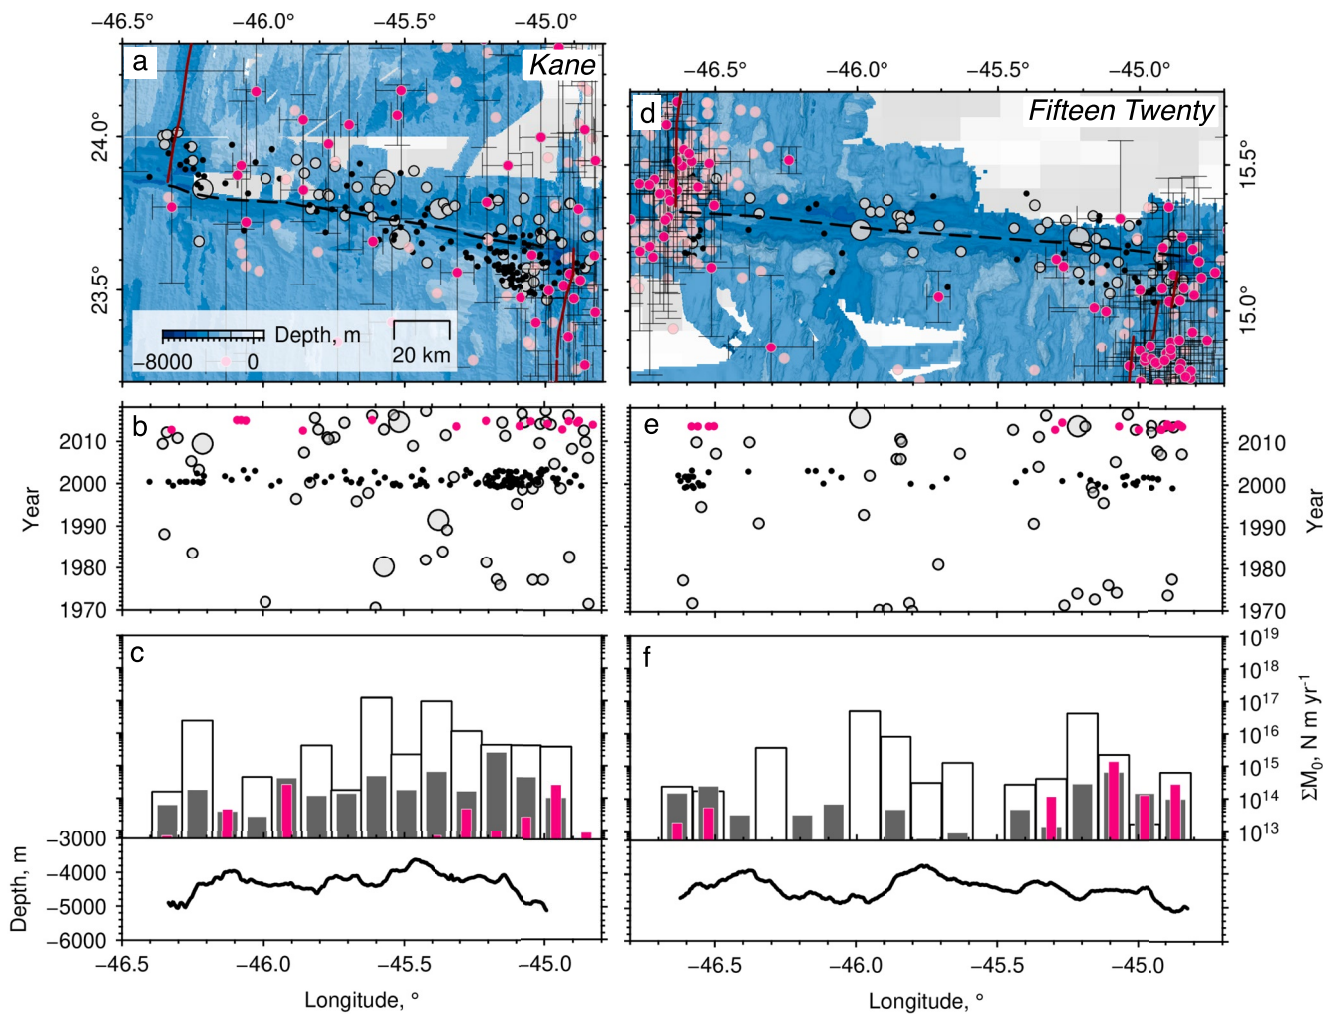 −46.5° −46.0° −45.5° −45.0°
a
Kane
24.0°
23.5°
Depth, m
−8000 0
20 km
−46.5° −46.0° −45.5° −45.0°
d
Fifteen Twenty
15.5°
15.0°
b
Year
2010
2000
1990
1980
1970
e
2010
2000
1990
1980
1970
Year
c
f
10¹⁹
10¹⁸
10¹⁷
10¹⁶
10¹⁵
10¹⁴
10¹³
ΣM₀, N m yr⁻¹
Depth, m
−3000
−4000
−5000
−6000
−46.5 −46.0 −45.5 −45.0
Longitude, °
−46.5 −46.0 −45.5 −45.0
Longitude, °